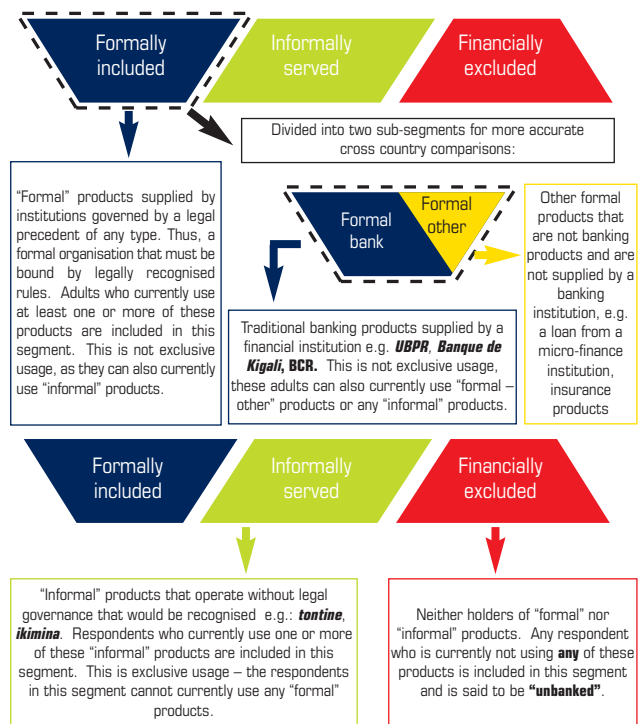 Formally
included
Informally
served
Financially
excluded
Divided into two sub-segments for more accurate
cross country comparisons:
"Formal" products supplied by
institutions governed by a legal
precedent of any type. Thus, a
formal organisation that must be
bound by legally recognised
rules. Adults who currently use
at least one or more of these
products are included in this
segment. This is not exclusive
usage, as they can also currently
use "informal" products.
Formal
bank
Formal
other
Traditional banking products supplied by a
financial institution e.g. UBPR, Banque de
Kigali, BCR. This is not exclusive usage,
these adults can also currently use "formal –
other" products or any "informal" products.
Other formal
products that
are not banking
products and are
not supplied by a
banking
institution, e.g.
a loan from a
micro-finance
institution,
insurance
products
Formally
included
Informally
served
Financially
excluded
"Informal" products that operate without legal
governance that would be recognised e.g.: tontine,
ikimina. Respondents who currently use one or more
of these "informal" products are included in this
segment. This is exclusive usage – the respondents
in this segment cannot currently use any "formal"
products.
Neither holders of "formal" nor
"informal" products. Any respondent
who is currently not using any of these
products is included in this segment
and is said to be "unbanked".